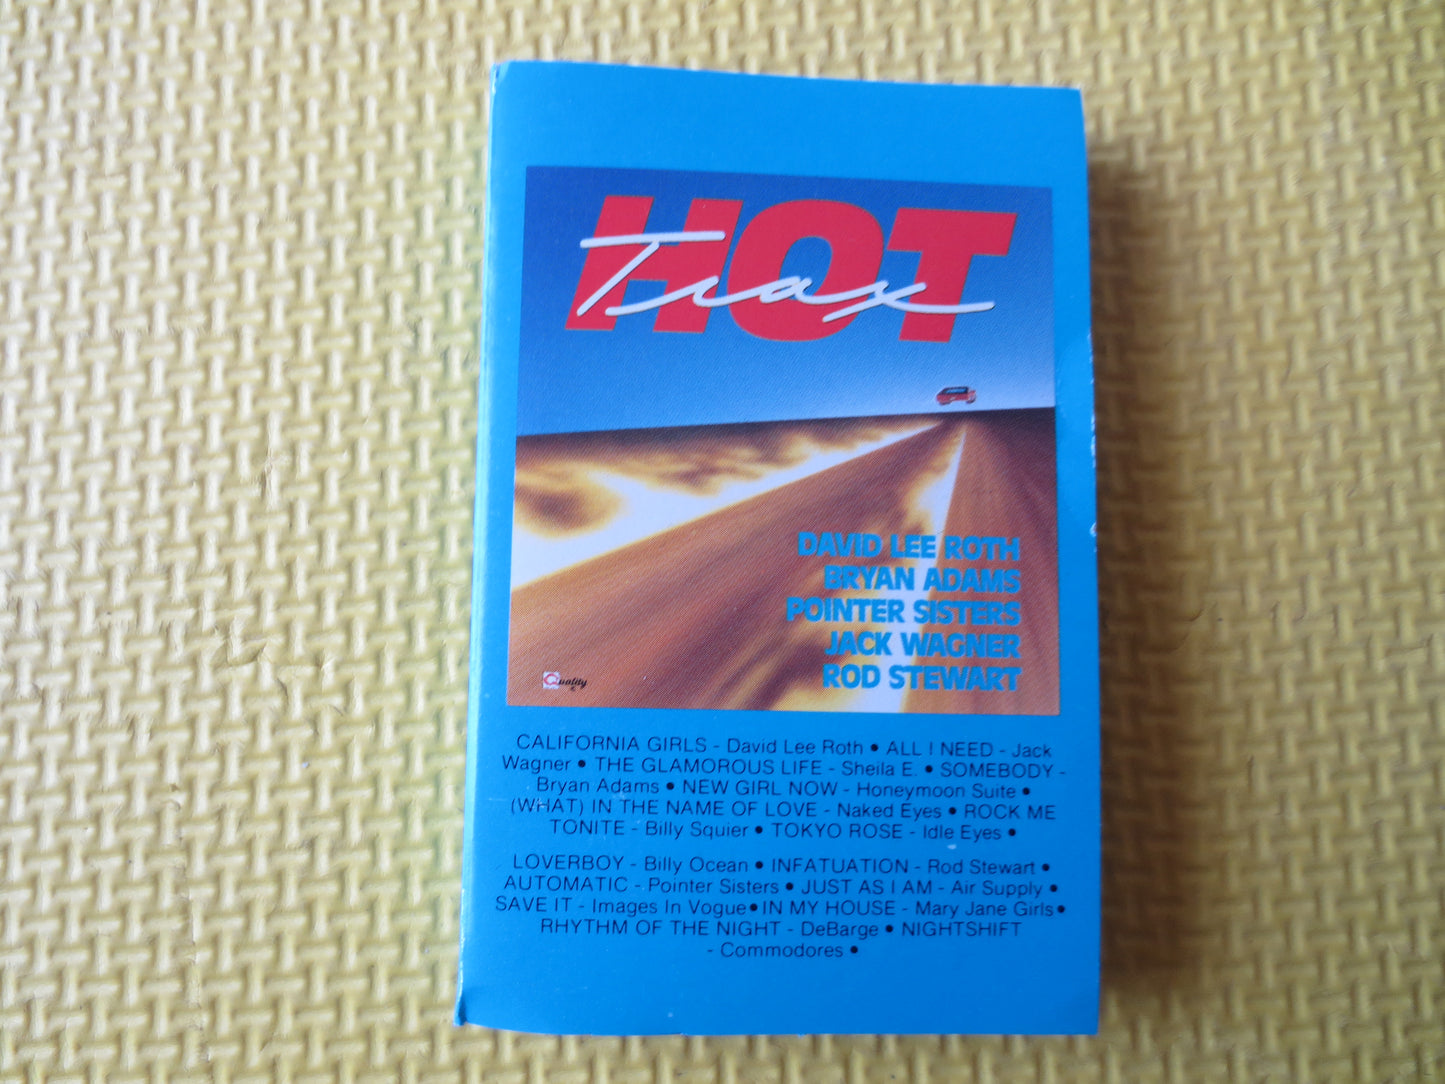 HOT
Trax
DAVID LEE ROTH
BRYAN ADAMS
POINTER SISTERS
JACK WAGNER
ROD STEWART
Quality
CALIFORNIA GIRLS - David Lee Roth • ALL I NEED - Jack
Wagner • THE GLAMOROUS LIFE - Sheila E. • SOMEBODY -
Bryan Adams • NEW GIRL NOW - Honeymoon Suite •
(WHAT) IN THE NAME OF LOVE - Naked Eyes • ROCK ME
TONITE - Billy Squier • TOKYO ROSE - Idle Eyes •
LOVERBOY - Billy Ocean • INFATUATION - Rod Stewart •
AUTOMATIC - Pointer Sisters • JUST AS I AM - Air Supply •
SAVE IT - Images In Vogue • IN MY HOUSE - Mary Jane Girls •
RHYTHM OF THE NIGHT - DeBarge • NIGHTSHIFT
- Commodores •